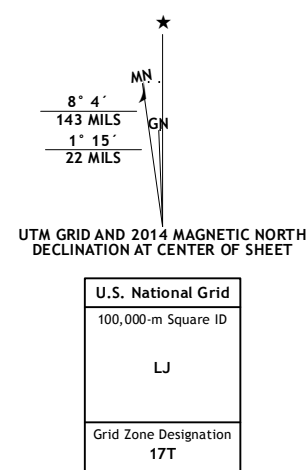 ★
MN
8° 4´
143 MILS
GN
1° 15´
22 MILS
UTM GRID AND 2014 MAGNETIC NORTH
DECLINATION AT CENTER OF SHEET
U.S. National Grid
100,000-m Square ID
LJ
Grid Zone Designation
17T